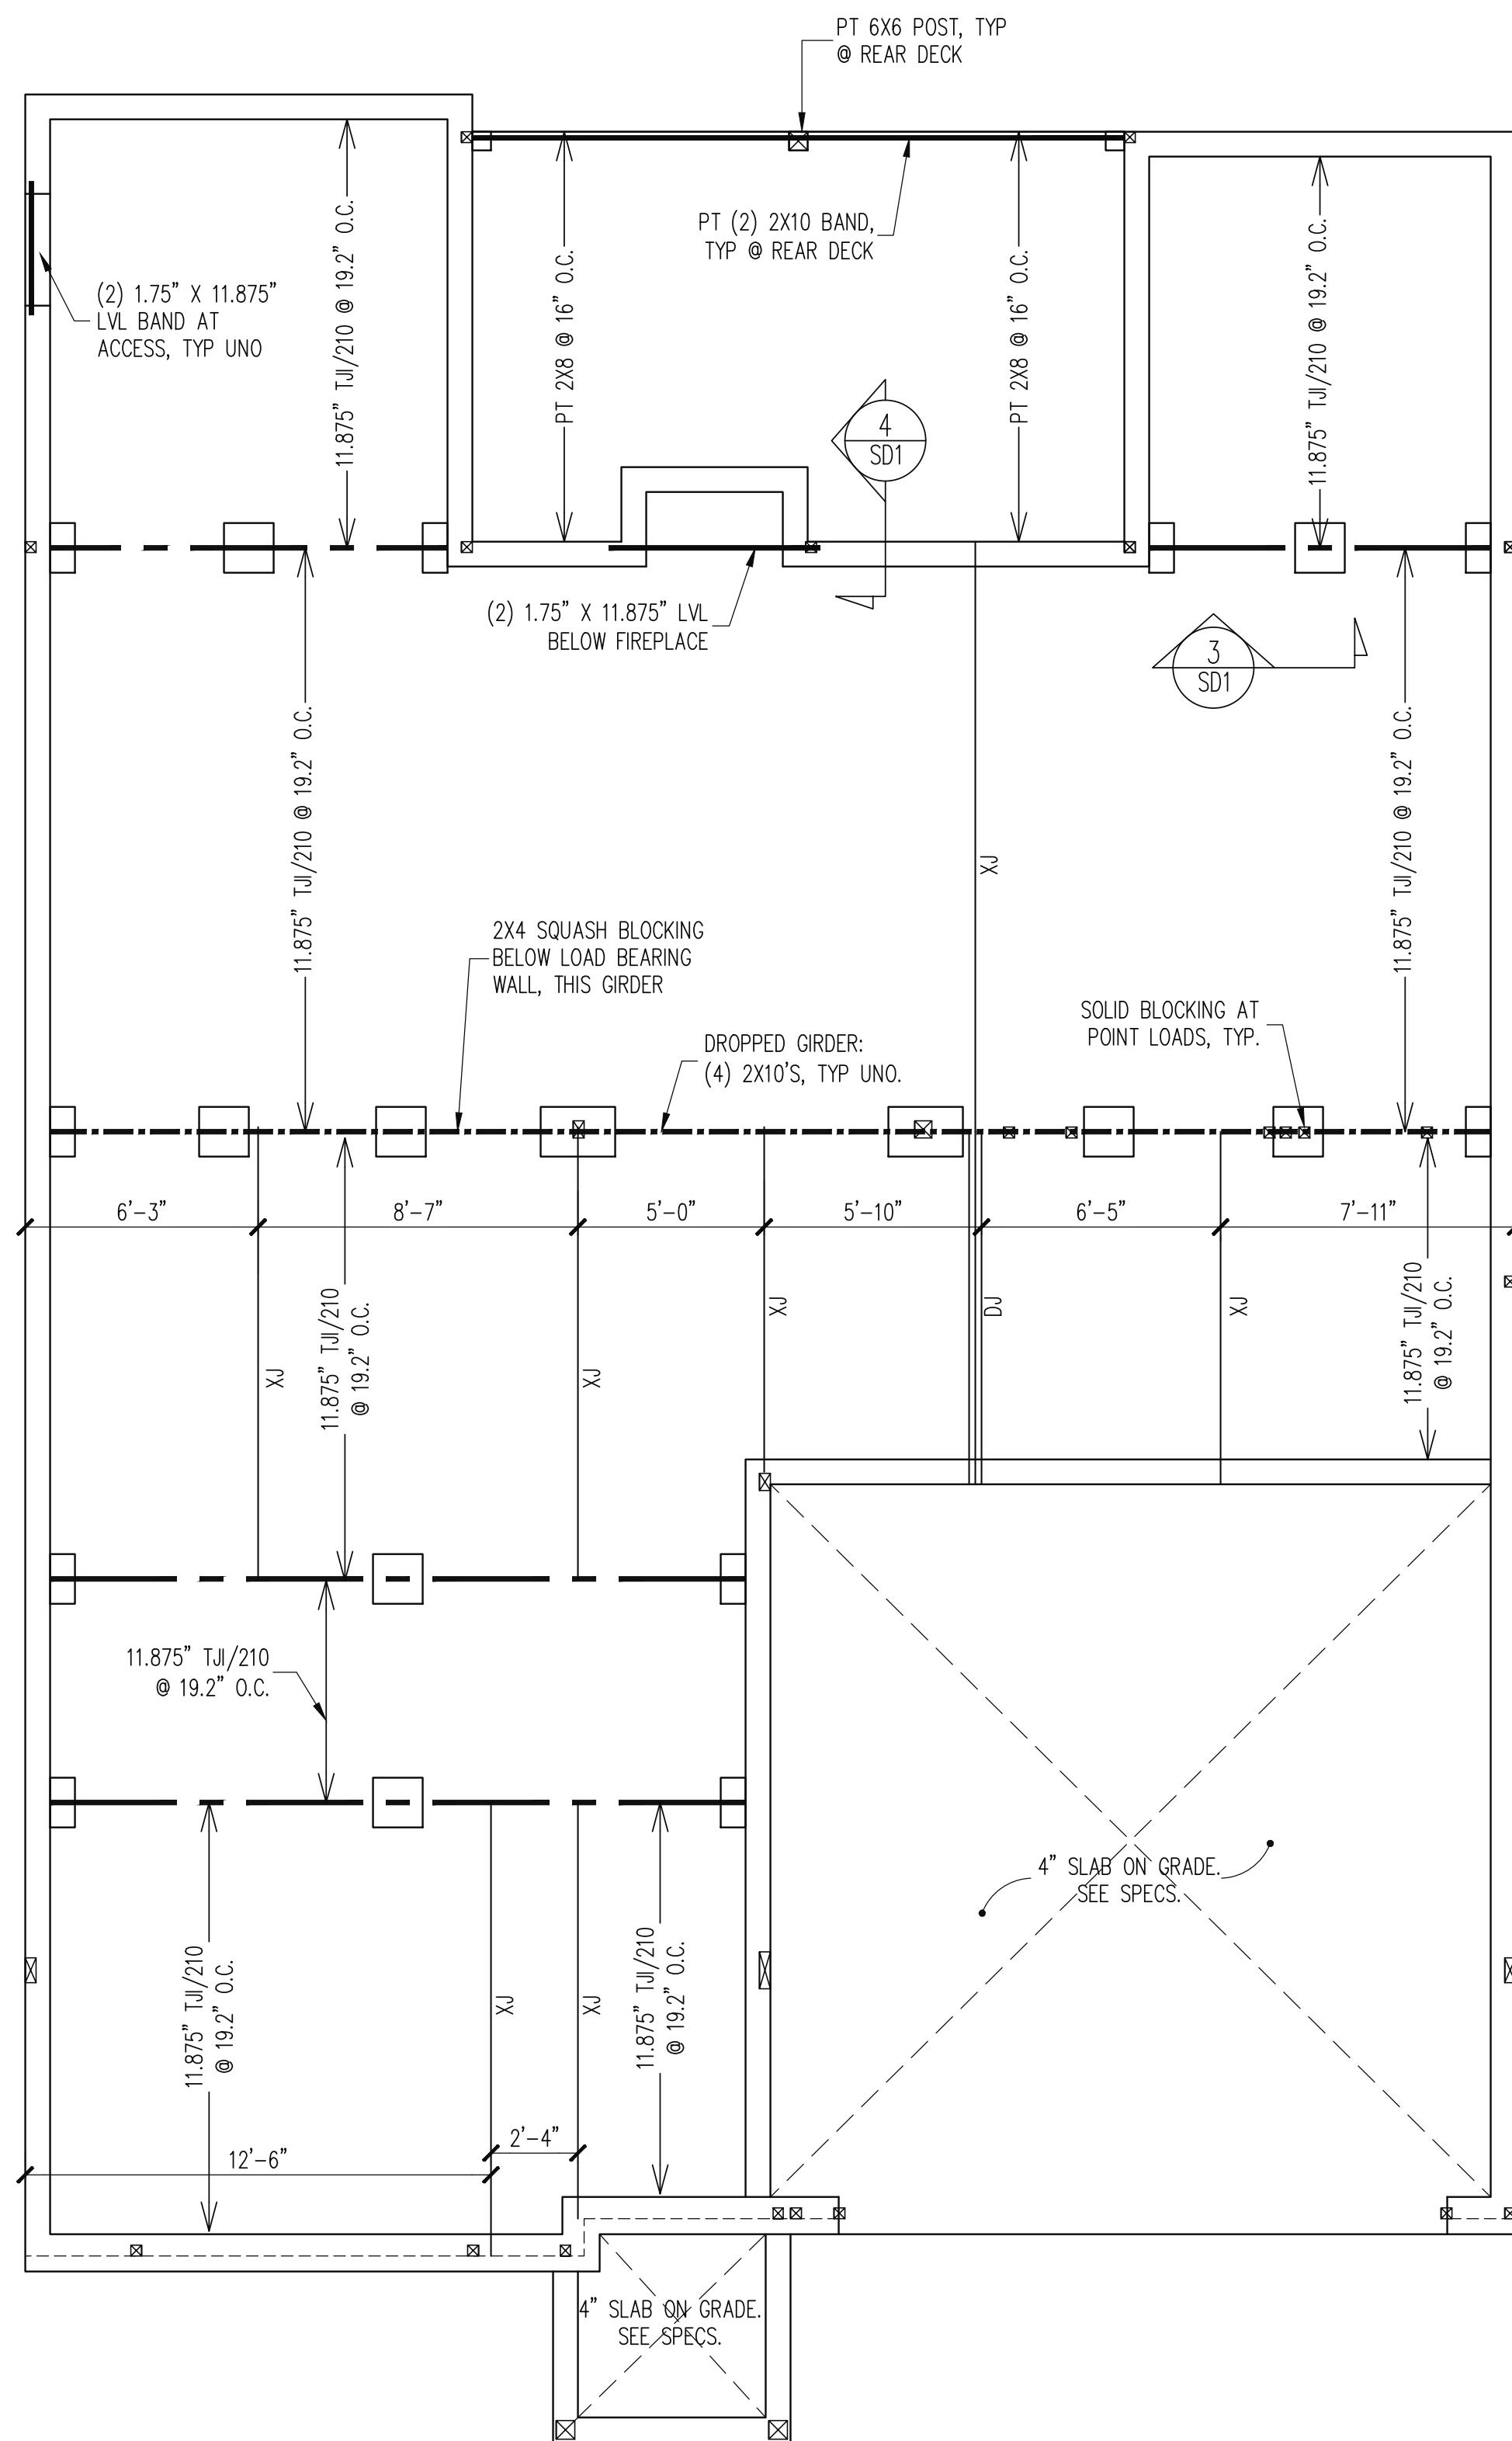 PT 6X6 POST, TYP
@ REAR DECK
PT (2) 2X10 BAND,
TYP @ REAR DECK
(2) 1.75” X 11.875”
LVL BAND AT
ACCESS, TYP UNO
11.875” TJI/210 @ 19.2” O.C.
PT 2X8 @ 16” O.C.
PT 2X8 @ 16” O.C.
11.875” TJI/210 @ 19.2” O.C.
4
SD1
(2) 1.75” X 11.875” LVL
BELOW FIREPLACE
3
SD1
11.875” TJI/210 @ 19.2” O.C.
XJ
11.875” TJI/210 @ 19.2” O.C.
2X4 SQUASH BLOCKING
BELOW LOAD BEARING
WALL, THIS GIRDER
DROPPED GIRDER:
(4) 2X10'S, TYP UNO.
SOLID BLOCKING AT
POINT LOADS, TYP.
6'-3”
8'-7”
5'-0”
5'-10”
6'-5”
7'-11”
XJ
11.875” TJI/210
@ 19.2” O.C.
XJ
XJ
DJ
XJ
11.875” TJI/210
@ 19.2” O.C.
11.875” TJI/210
@ 19.2” O.C.
4” SLAB ON GRADE.
SEE SPECS.
11.875” TJI/210
@ 19.2” O.C.
XJ
XJ
11.875” TJI/210
@ 19.2” O.C.
2'-4”
12'-6”
4” SLAB ON GRADE.
SEE SPECS.